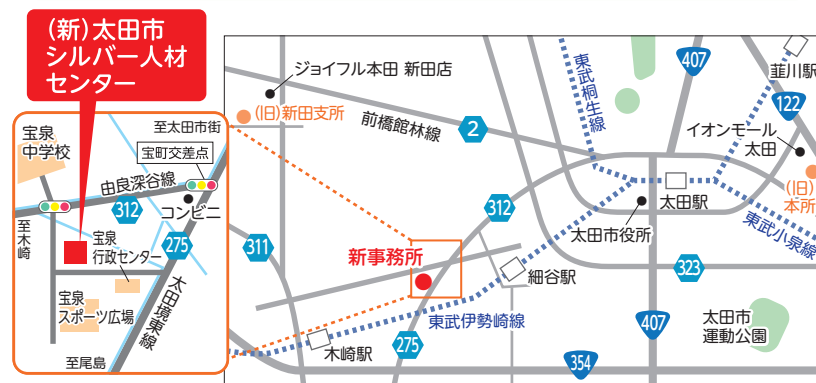 (新)太田市
シルバー人材
センター
宝泉
中学校
至太田市街
宝町交差点
由良深谷線
コンビニ
312
至木崎
宝泉
行政センター
275
宝泉
スポーツ広場
太田境東線
至尾島
ジョイフル本田 新田店
(旧)新田支所
前橋館林線
2
東武桐生線
407
韮川駅
122
イオンモール
太田
(旧)
本所
312
太田駅
太田市役所
東武小泉線
311
新事務所
細谷駅
323
東武伊勢崎線
太田市
運動公園
407
木崎駅
275
354